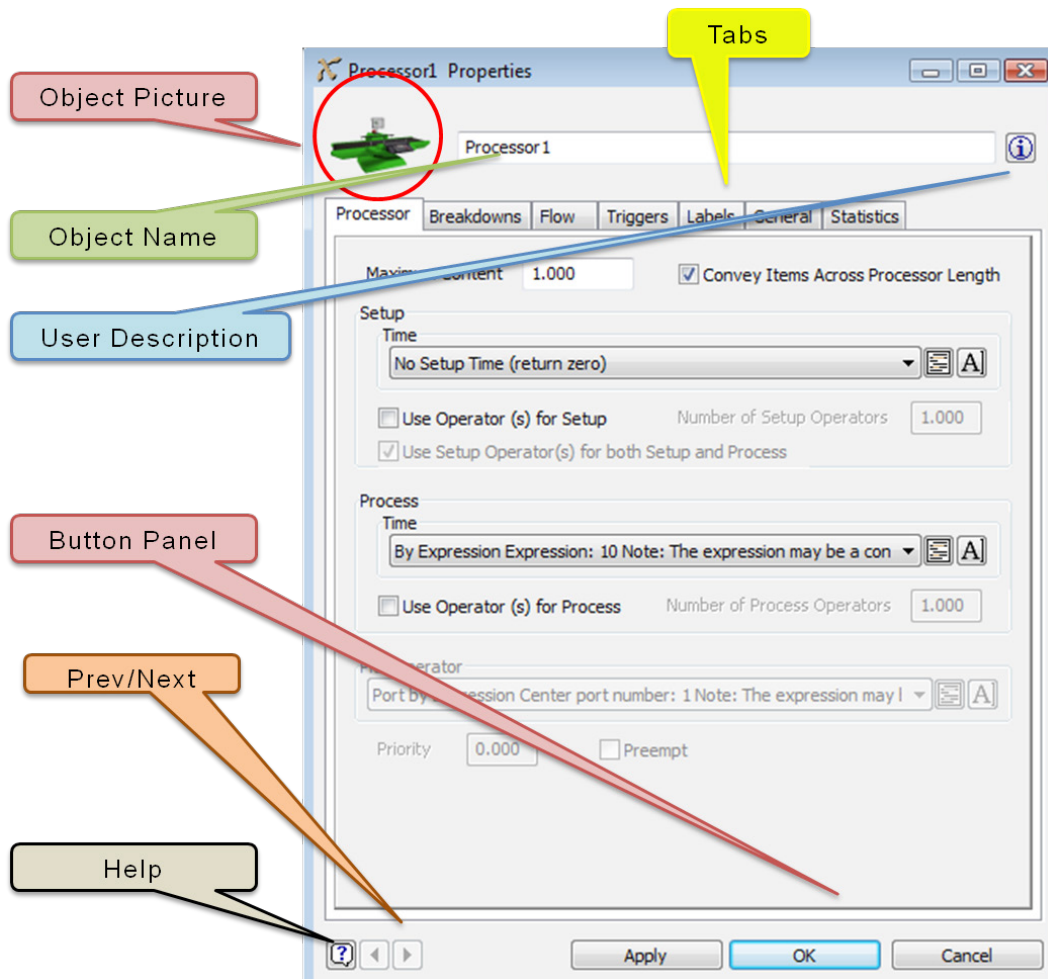 Tabs
Processor1 Properties
Object Picture
Processor1
Object Name
Processor Breakdowns Flow Triggers Labels General Statistics
Content 1.000 Convey Items Across Processor Length
Setup
User Description
Time
No Setup Time (return zero) A
Use Operator (s) for Setup Number of Setup Operators 1.000
Use Setup Operator(s) for both Setup and Process
Process
Time
Button Panel
By Expression Expression: 10 Note: The expression may be a con A
Use Operator (s) for Process Number of Process Operators 1.000
Prev/Next
Port by Expression Center port number: 1 Note: The expression may A
Priority 0.000 Preempt
Help
? Apply OK Cancel